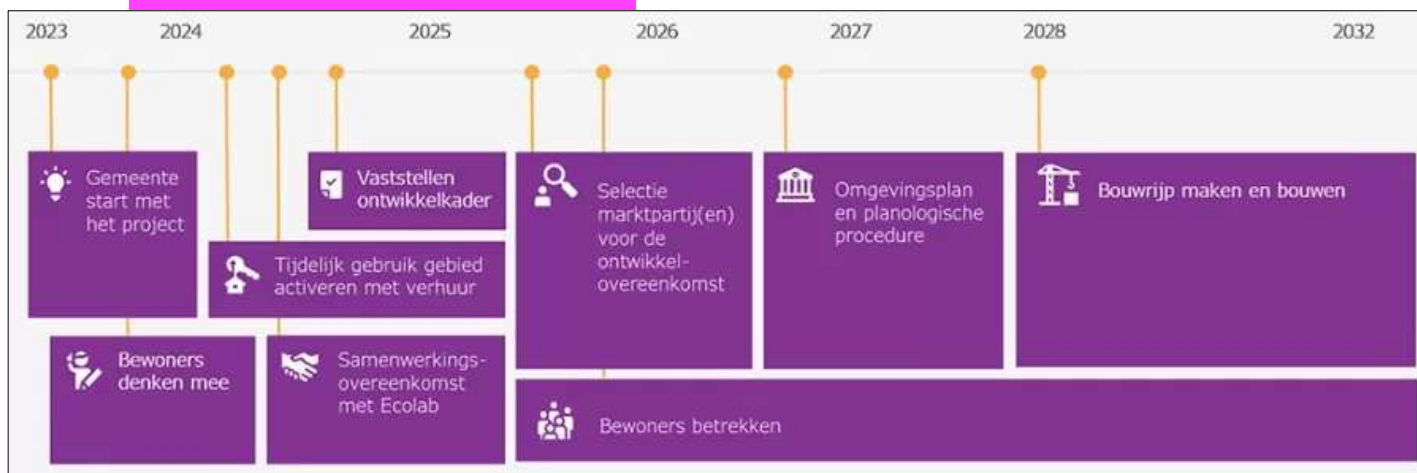 2023 2024 2025 2026 2027 2028 2032
Gemeente
start met
het project
Vaststellen
ontwikkelkader
Tijdelijk gebruik gebied
activeren met verhuur
Bewoners
denken mee
Samenwerkings-
overeenkomst
met Ecolab
Selectie
marktpartij(en)
voor de
ontwikkel-
overeenkomst
Omgevingsplan
en planologische
procedure
Bouwrijp maken en bouwen
Bewoners betrekken